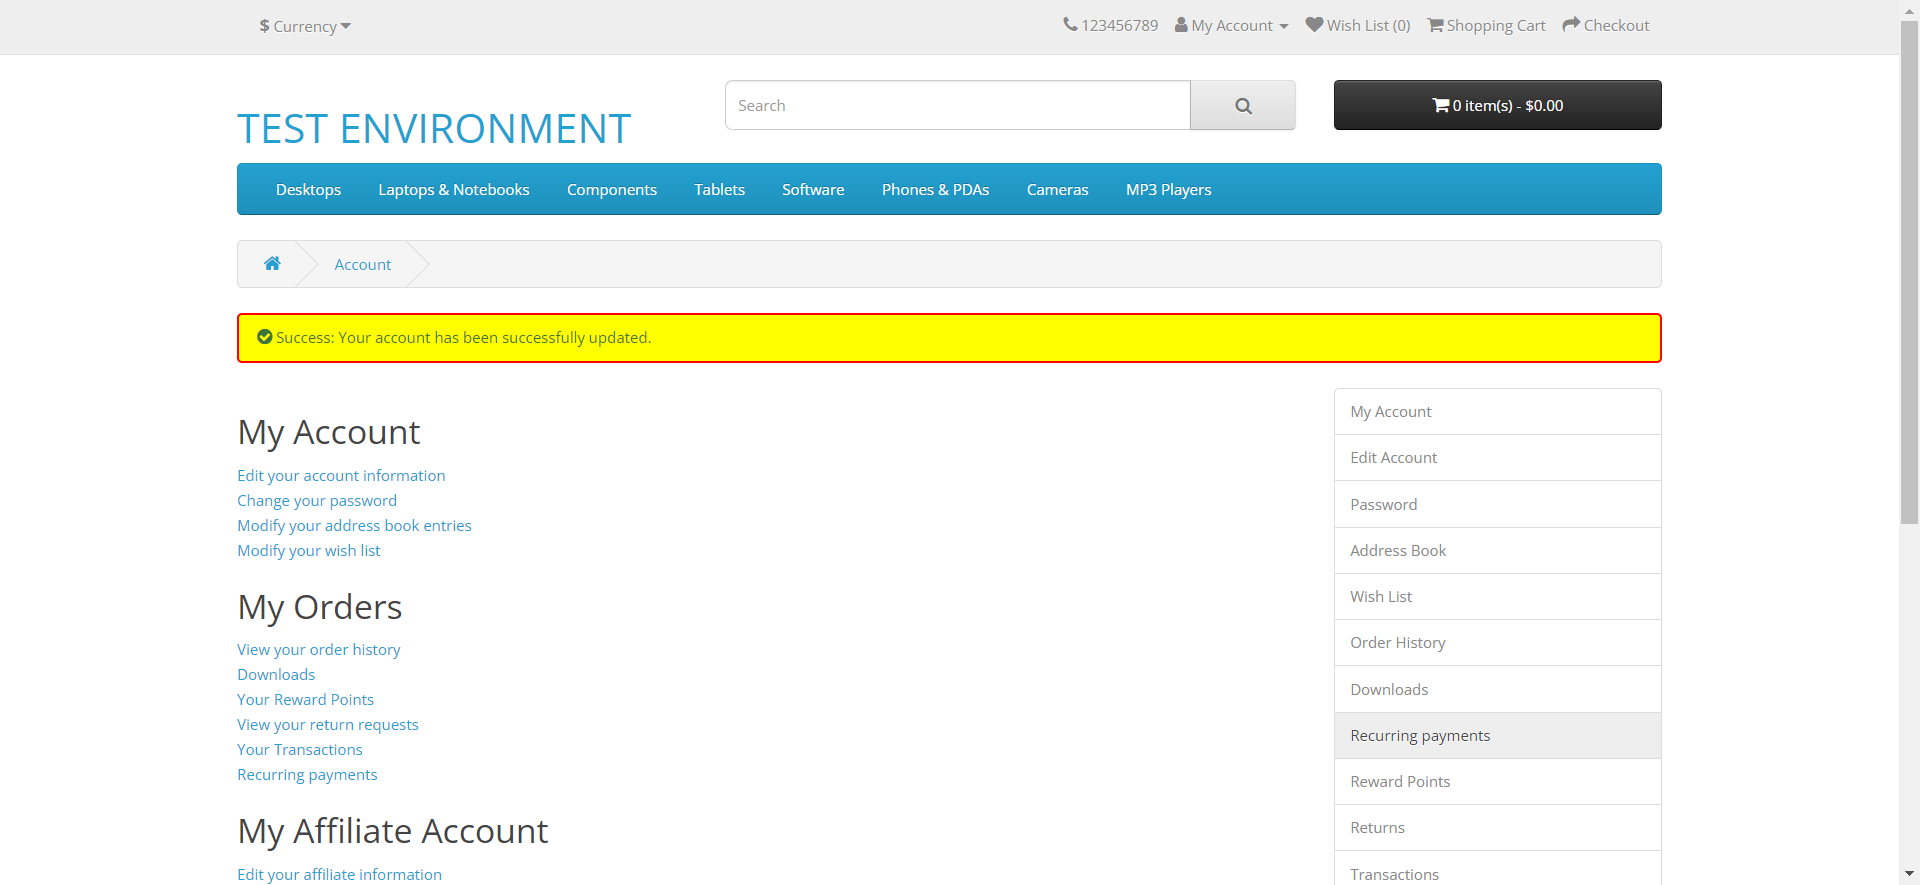 $ Currency
123456789 My Account Wish List (0) Shopping Cart Checkout
TEST ENVIRONMENT
Search
0 item(s) - $0.00
Desktops Laptops & Notebooks Components Tablets Software Phones & PDAs Cameras MP3 Players
Account
Success: Your account has been successfully updated.
My Account
Edit your account information
Change your password
Modify your address book entries
Modify your wish list
My Orders
View your order history
Downloads
Your Reward Points
View your return requests
Your Transactions
Recurring payments
My Affiliate Account
Edit your affiliate information
My Account
Edit Account
Password
Address Book
Wish List
Order History
Downloads
Recurring payments
Reward Points
Returns
Transactions